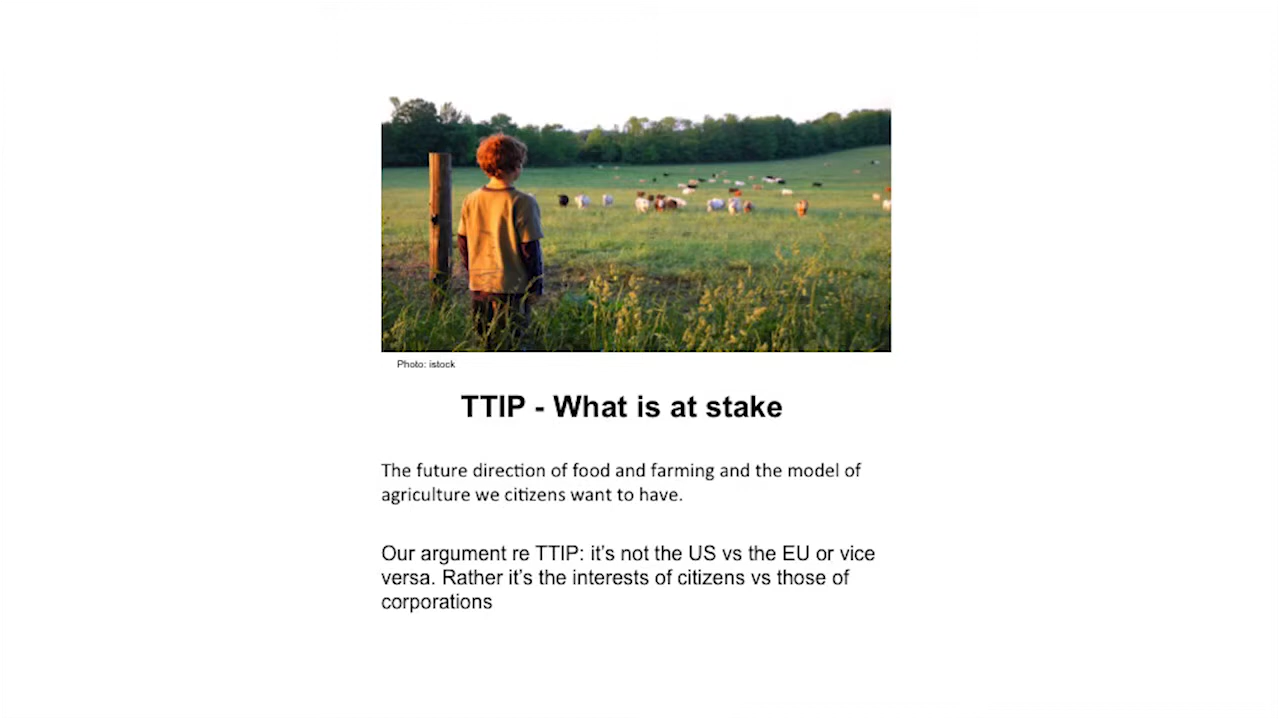 Photo: istock
TTIP - What is at stake
The future direction of food and farming and the model of
agriculture we citizens want to have.
Our argument re TTIP: it's not the US vs the EU or vice
versa. Rather it's the interests of citizens vs those of
corporations